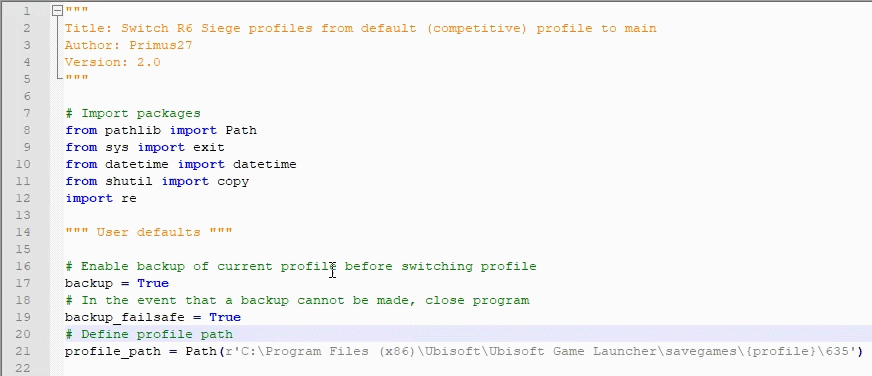 1 """
2 Title: Switch R6 Siege profiles from default (competitive) profile to main
3 Author: Primus27
4 Version: 2.0
5 """
6
7 # Import packages
8 from pathlib import Path
9 from sys import exit
10 from datetime import datetime
11 from shutil import copy
12 import re
13
14 """ User defaults """
15
16 # Enable backup of current profile before switching profile
17 backup = True
18 # In the event that a backup cannot be made, close program
19 backup_failsafe = True
20 # Define profile path
21 profile_path = Path(r'C:\Program Files (x86)\Ubisoft\Ubisoft Game Launcher\savegames\{profile}\635')
22